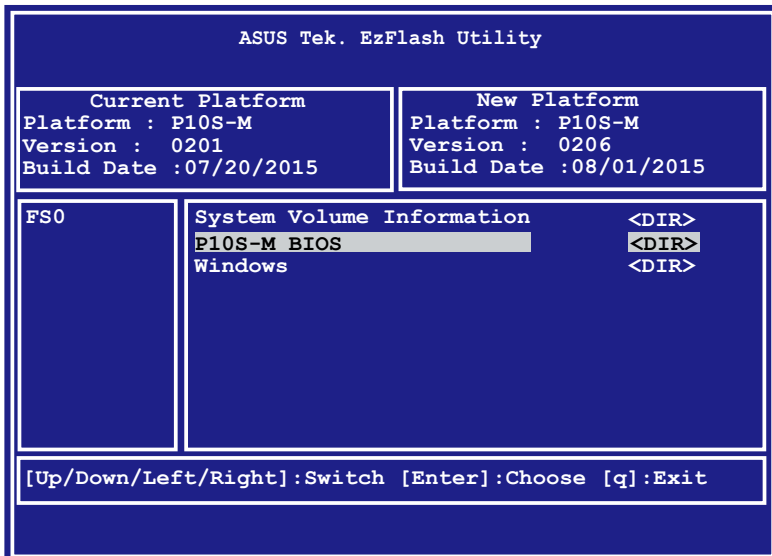 ASUS Tek. EzFlash Utility
Current Platform
Platform : P10S-M
Version : 0201
Build Date :07/20/2015
New Platform
Platform : P10S-M
Version : 0206
Build Date :08/01/2015
FS0
System Volume Information <DIR>
P10S-M BIOS <DIR>
Windows <DIR>
[Up/Down/Left/Right]:Switch [Enter]:Choose [q]:Exit